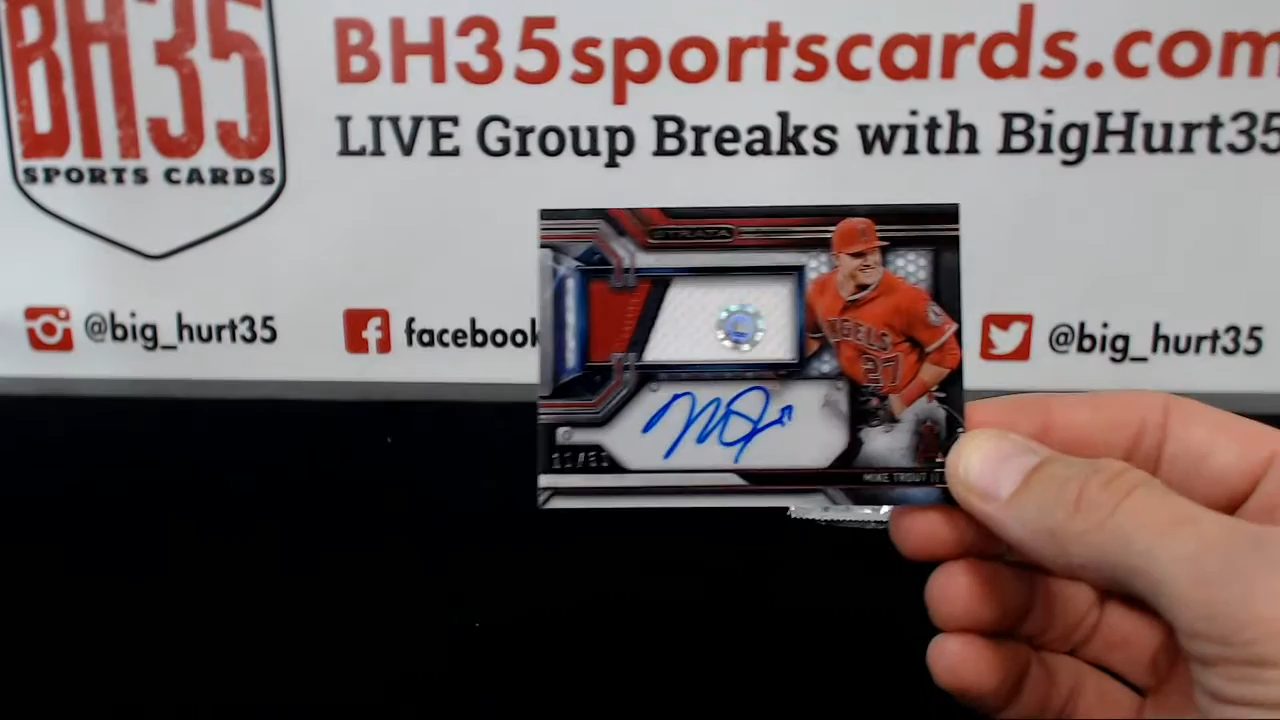 BH35
SPORTS CARDS
BH35sportscards.com
LIVE Group Breaks with BigHurt35
@big_hurt35
facebook
@big_hurt35
STRATA
ANGELS
27
MIKE TROUT